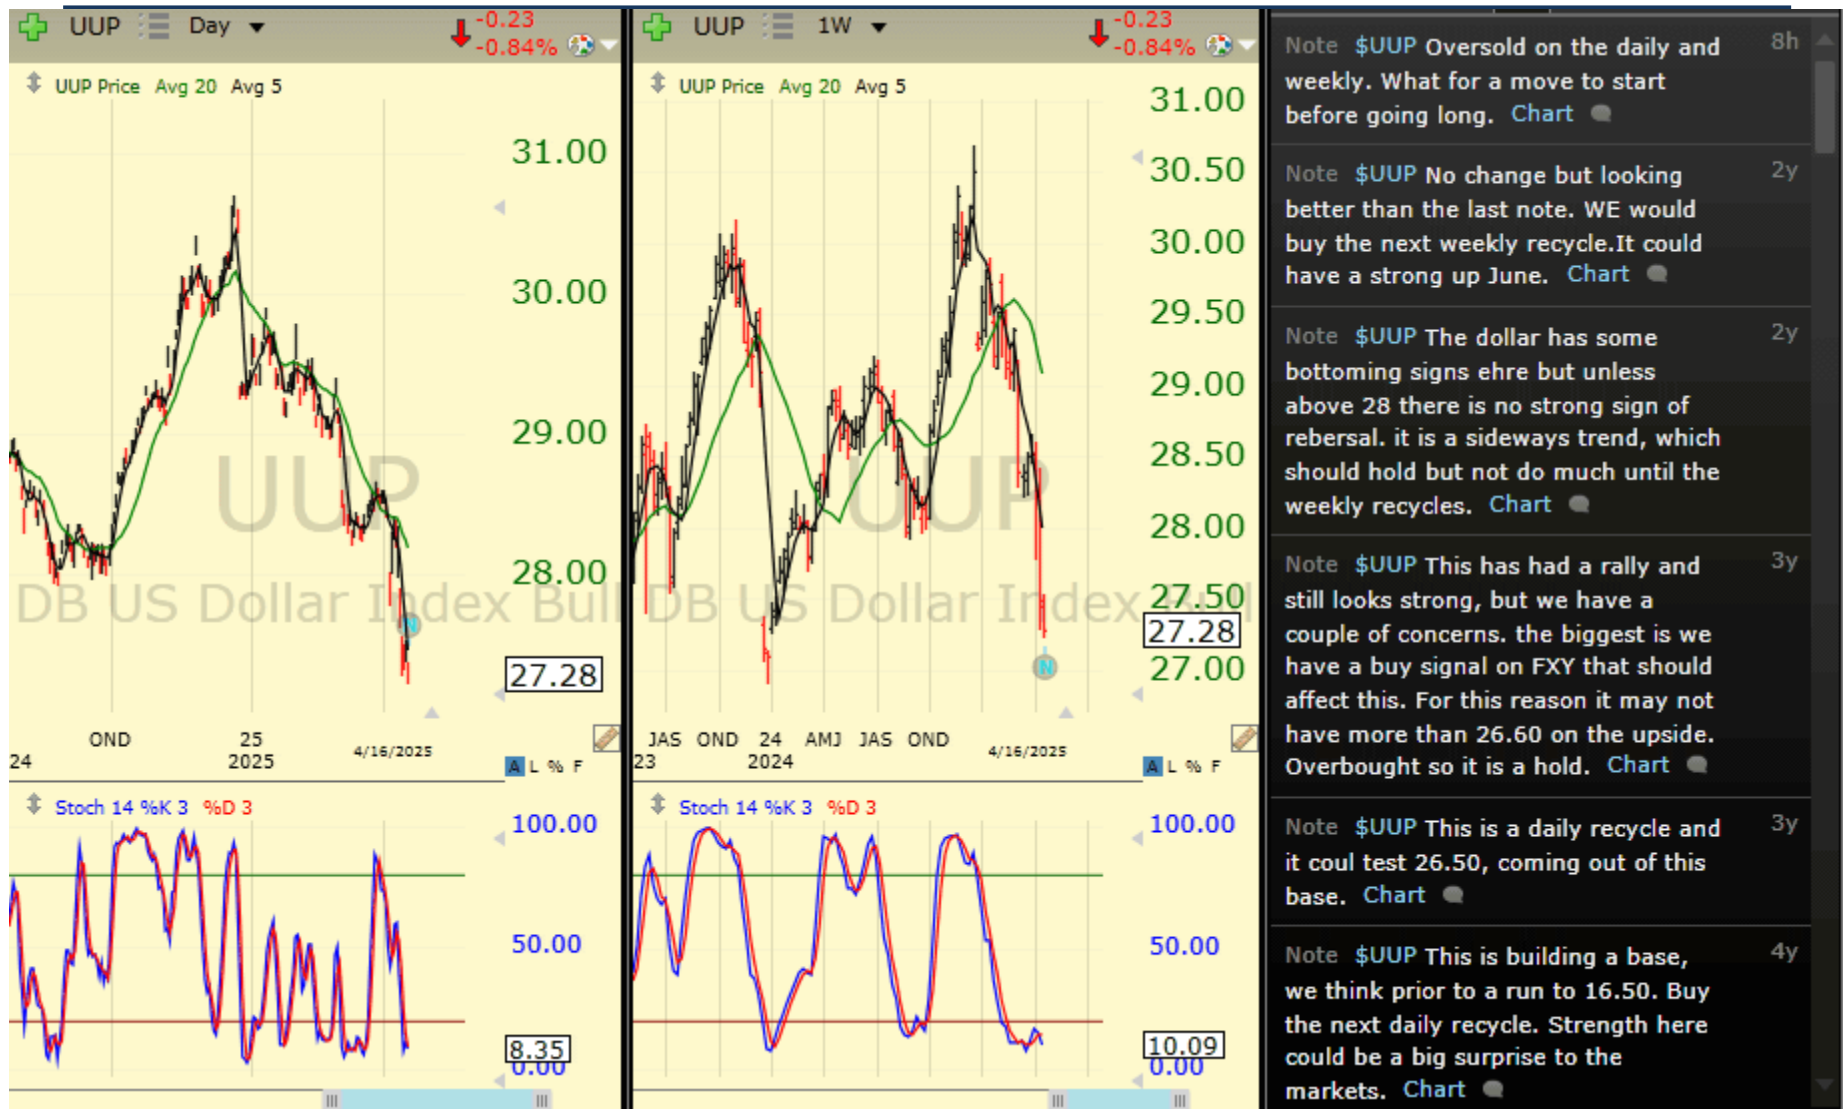 UUP Day -0.23
-0.84%
UUP Price Avg 20 Avg 5
31.00
30.00
29.00
28.00
27.28
UUP
DB US Dollar Index Bull
OND 25
24 2025 4/16/2025
A L % F
Stoch 14 %K 3 %D 3
100.00
50.00
8.35
0.00
UUP 1W -0.23
-0.84%
UUP Price Avg 20 Avg 5
31.00
30.50
30.00
29.50
29.00
28.50
28.00
27.50
27.28
27.00
UUP
DB US Dollar Index Bull
N
N
JAS OND 24 AMJ JAS OND
23 2024 4/16/2025
A L % F
Stoch 14 %K 3 %D 3
100.00
50.00
10.09
0.00
Note $UUP Oversold on the daily and 8h
weekly. What for a move to start
before going long. Chart
Note $UUP No change but looking 2y
better than the last note. WE would
buy the next weekly recycle.It could
have a strong up June. Chart
Note $UUP The dollar has some 2y
bottoming signs ehre but unless
above 28 there is no strong sign of
rebersal. it is a sideways trend, which
should hold but not do much until the
weekly recycles. Chart
Note $UUP This has had a rally and 3y
still looks strong, but we have a
couple of concerns. the biggest is we
have a buy signal on FXY that should
affect this. For this reason it may not
have more than 26.60 on the upside.
Overbought so it is a hold. Chart
Note $UUP This is a daily recycle and 3y
it coul test 26.50, coming out of this
base. Chart
Note $UUP This is building a base, 4y
we think prior to a run to 16.50. Buy
the next daily recycle. Strength here
could be a big surprise to the
markets. Chart